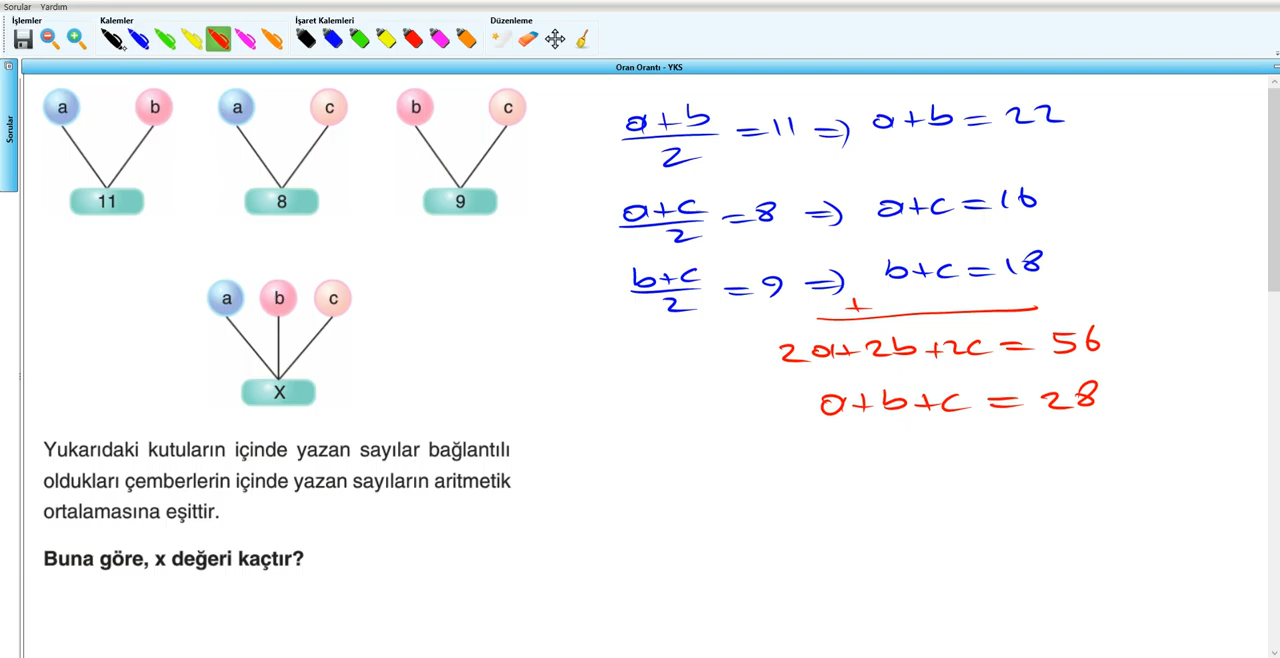 Sorular Yardım
İşlemler Kalemler İşaret Kalemleri Düzenleme
Oran Orantı - YKS
Sorular
a b a c b c
11 8 9
a b c
X
Yukarıdaki kutuların içinde yazan sayılar bağlantılı
oldukları çemberlerin içinde yazan sayıların aritmetik
ortalamasına eşittir.
Buna göre, x değeri kaçtır?
a+b/2 = 11 => a+b = 22
a+c/2 = 8 => a+c = 16
b+c/2 = 9 => b+c = 18
+
2a+2b+2c = 56
a+b+c = 28